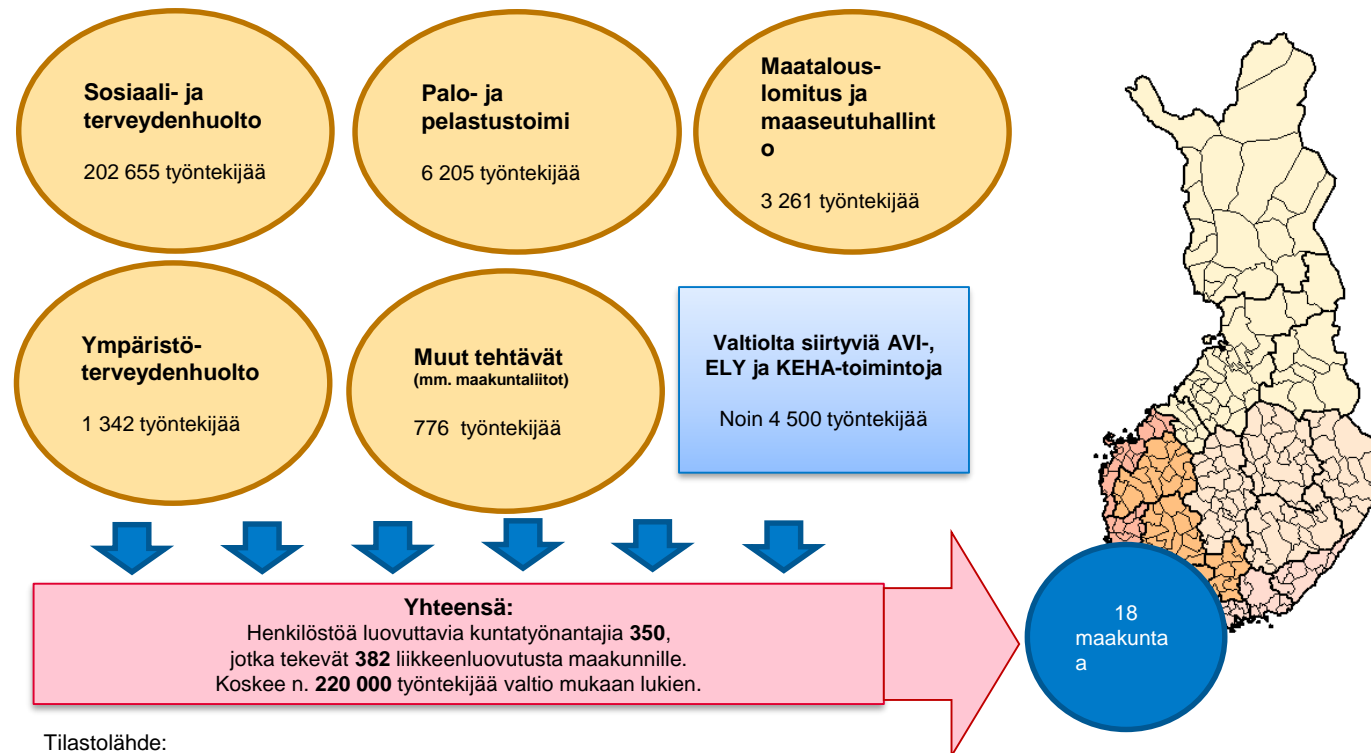 Sosiaali- ja
terveydenhuolto
202 655 työntekijää
Palo- ja
pelastustoimi
6 205 työntekijää
Maatalous-
lomitus ja
maaseutuhallint
o
3 261 työntekijää
Ympäristö-
terveydenhuolto
1 342 työntekijää
Muut tehtävät
(mm. maakuntaliitot)
776 työntekijää
Valtiolta siirtyviä AVI-,
ELY ja KEHA-toimintoja
Noin 4 500 työntekijää
Yhteensä:
Henkilöstöä luovuttavia kuntatyönantajia 350,
jotka tekevät 382 liikkeenluovutusta maakunnille.
Koskee n. 220 000 työntekijää valtio mukaan lukien.
18
maakunta
a
Tilastolähde: